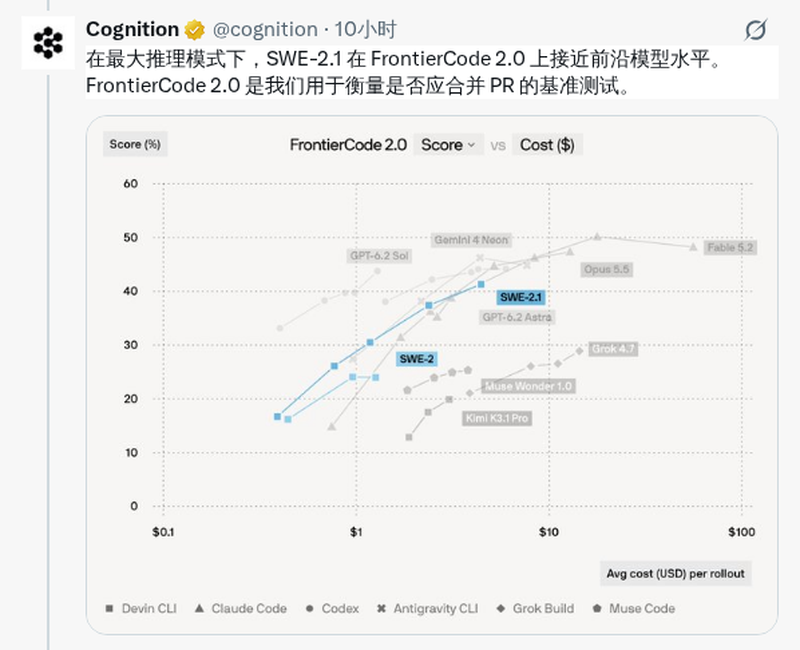 Cognition @cognition · 10小时
在最大推理模式下，SWE-2.1 在 FrontierCode 2.0 上接近前沿模型水平。
FrontierCode 2.0 是我们用于衡量是否应合并 PR 的基准测试。
Score (%)
FrontierCode 2.0 Score vs Cost ($)
60
50
40
30
20
10
0
GPT-6.2 Sol
Gemini 4 Neon
Fable 5.2
Opus 5.5
SWE-2.1
GPT-6.2 Astra
SWE-2
Grok 4.7
Muse Wonder 1.0
Kimi K3.1 Pro
$0.1 $1 $10 $100
Avg cost (USD) per rollout
Devin CLI Claude Code Codex Antigravity CLI Grok Build Muse Code